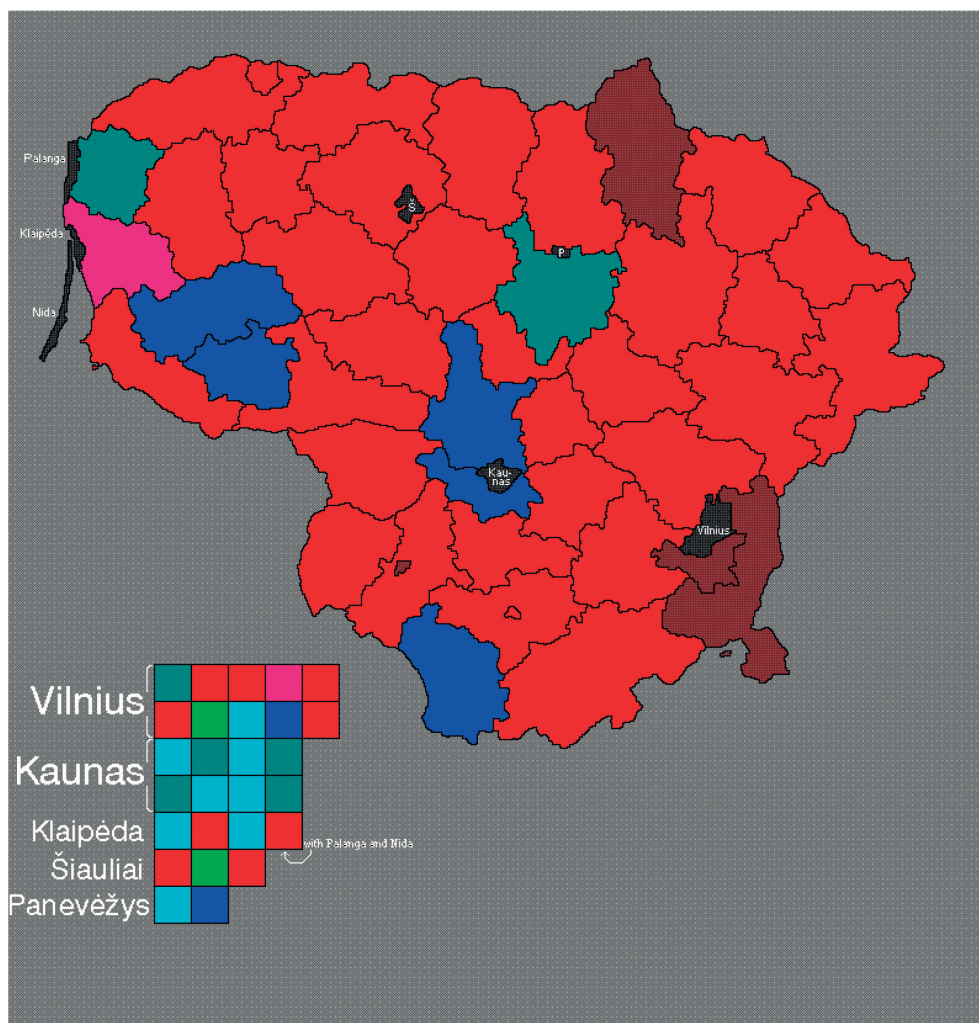 Palanga
Š
Klaipėda
P
Nida
Kau-
nas
Vilnius
Vilnius
Kaunas
Klaipėda
with Palanga and Nida
Šiauliai
Panevėžys